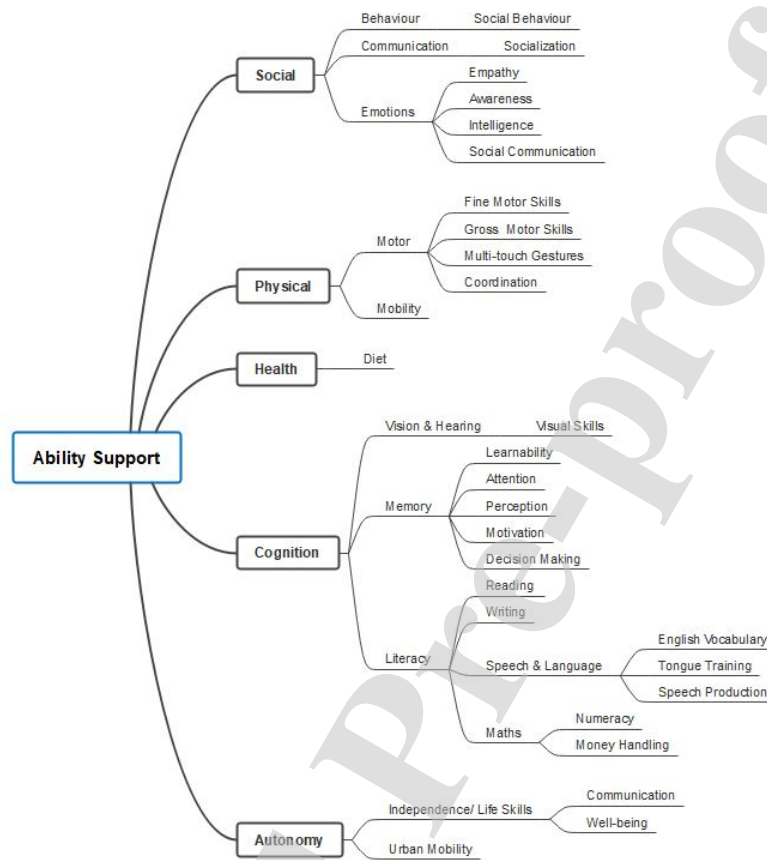 Behaviour
Social Behaviour
Communication
Socialization
Social
Empathy
Awareness
Emotions
Intelligence
Social Communication
Fine Motor Skills
Gross Motor Skills
Motor
Multi-touch Gestures
Coordination
Physical
Mobility
Health
Diet
Ability Support
Vision & Hearing
Visual Skills
Learnability
Attention
Memory
Perception
Motivation
Decision Making
Cognition
Reading
Writing
Literacy
Speech & Language
English Vocabulary
Tongue Training
Speech Production
Maths
Numeracy
Money Handling
Autonomy
Independence/ Life Skills
Communication
Well-being
Urban Mobility
Pre-proof